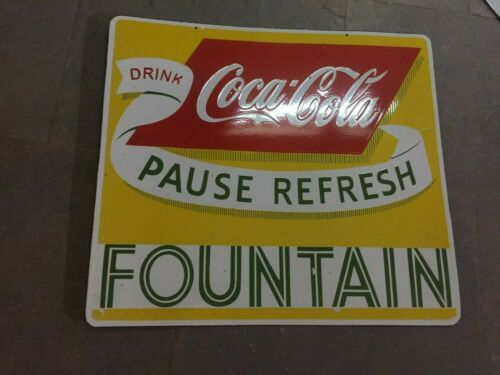 DRINK
Coca-Cola
PAUSE REFRESH
FOUNTAIN